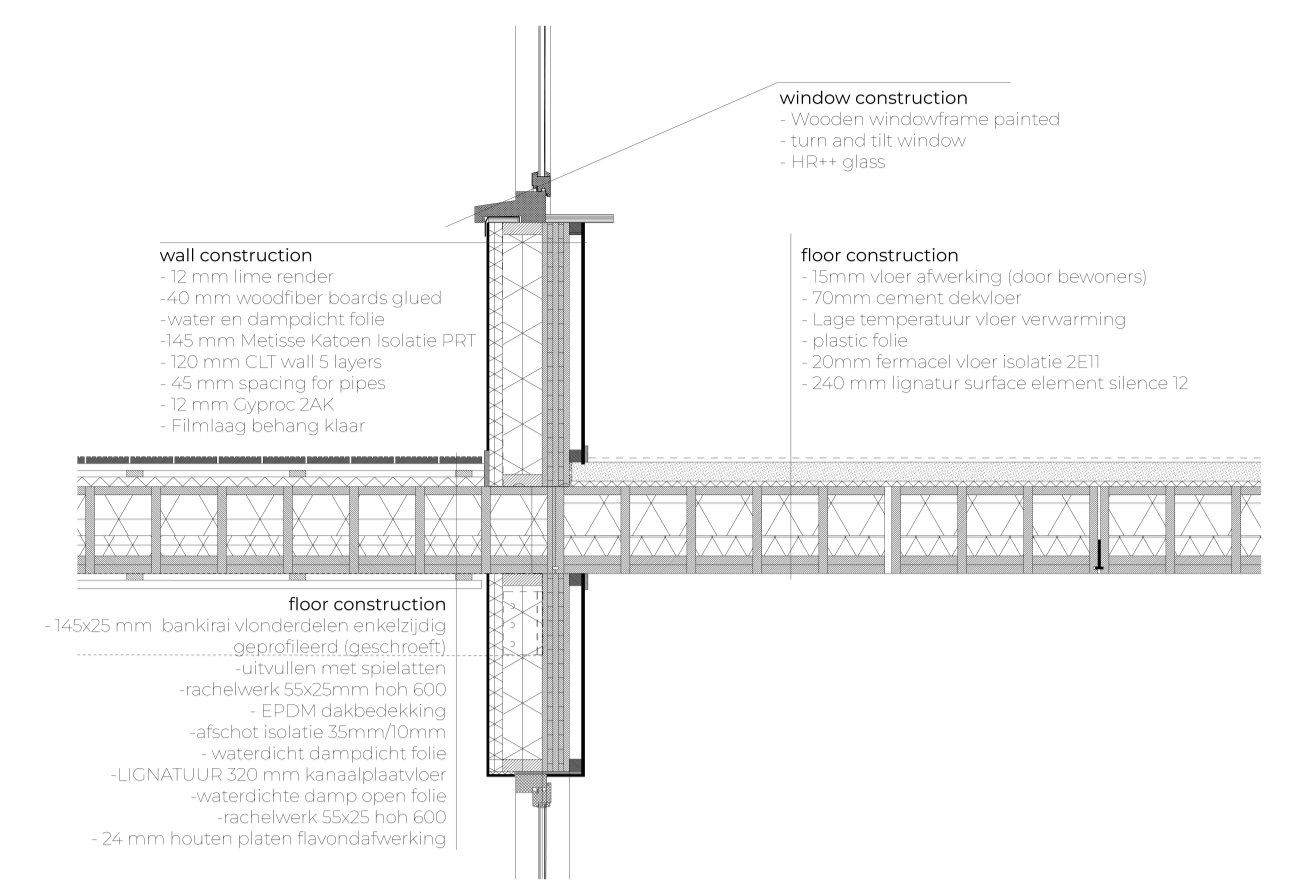 window construction
- Wooden windowframe painted
- turn and tilt window
- HR++ glass
wall construction
- 12 mm lime render
-40 mm woodfiber boards glued
-water en dampdicht folie
-145 mm Metisse Katoen Isolatie PRT
- 120 mm CLT wall 5 layers
- 45 mm spacing for pipes
- 12 mm Gyproc 2AK
- Filmlaag behang klaar
floor construction
- 15mm vloer afwerking (door bewoners)
- 70mm cement dekvloer
- Lage temperatuur vloer verwarming
- plastic folie
- 20mm fermacel vloer isolatie 2E11
- 240 mm lignatur surface element silence 12
floor construction
- 145x25 mm bankirai vlonderdelen enkelzijdig
geprofileerd (geschroeft)
-uitvullen met spielatten
-rachelwerk 55x25mm hoh 600
- EPDM dakbedekking
-afschot isolatie 35mm/10mm
- waterdicht dampdicht folie
-LIGNATUUR 320 mm kanaalplaatvloer
-waterdichte damp open folie
-rachelwerk 55x25 hoh 600
- 24 mm houten platen flavondafwerking